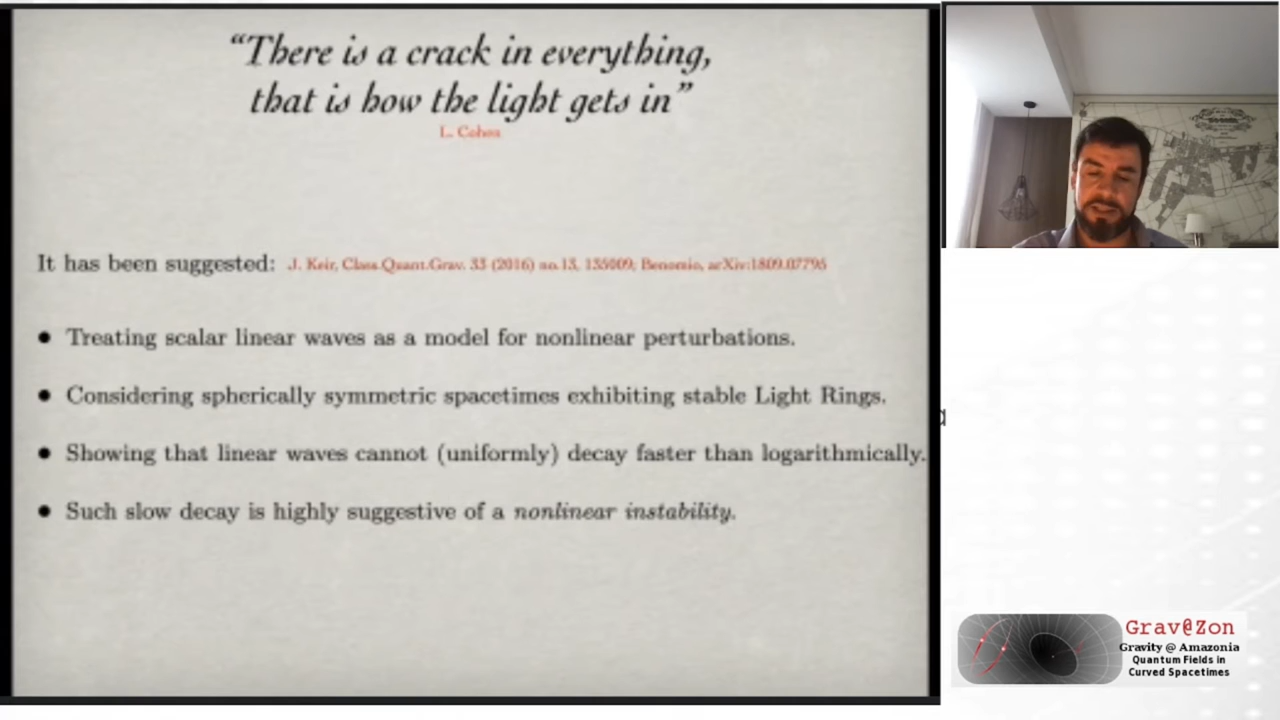 “There is a crack in everything,
that is how the light gets in”
L. Cohen
It has been suggested: J. Keir, Class.Quant.Grav. 33 (2016) no.13, 135009; Benomio, arXiv:1809.07795
● Treating scalar linear waves as a model for nonlinear perturbations.
● Considering spherically symmetric spacetimes exhibiting stable Light Rings.
● Showing that linear waves cannot (uniformly) decay faster than logarithmically.
● Such slow decay is highly suggestive of a nonlinear instability.
Grav@Zon
Gravity @ Amazonia
Quantum Fields in
Curved Spacetimes